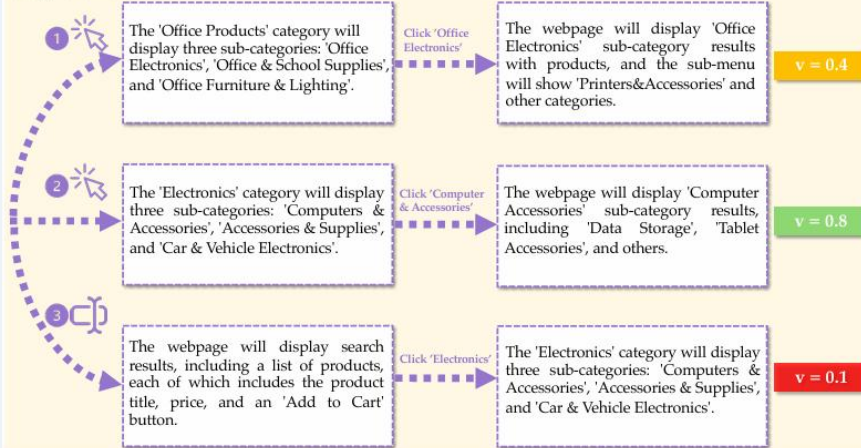 1
The 'Office Products' category will
display three sub-categories: 'Office
Electronics', 'Office & School Supplies',
and 'Office Furniture & Lighting'.
Click 'Office
Electronics'
The webpage will display 'Office
Electronics' sub-category results
with products, and the sub-menu
will show 'Printers&Accessories' and
other categories.
v = 0.4
2
The 'Electronics' category will display
three sub-categories: 'Computers &
Accessories', 'Accessories & Supplies',
and 'Car & Vehicle Electronics'.
Click 'Computer
& Accessories'
The webpage will display 'Computer
Accessories' sub-category results,
including 'Data Storage', 'Tablet
Accessories', and others.
v = 0.8
3
The webpage will display search
results, including a list of products,
each of which includes the product
title, price, and an 'Add to Cart'
button.
Click 'Electronics'
The 'Electronics' category will display
three sub-categories: 'Computers &
Accessories', 'Accessories & Supplies',
and 'Car & Vehicle Electronics'.
v = 0.1